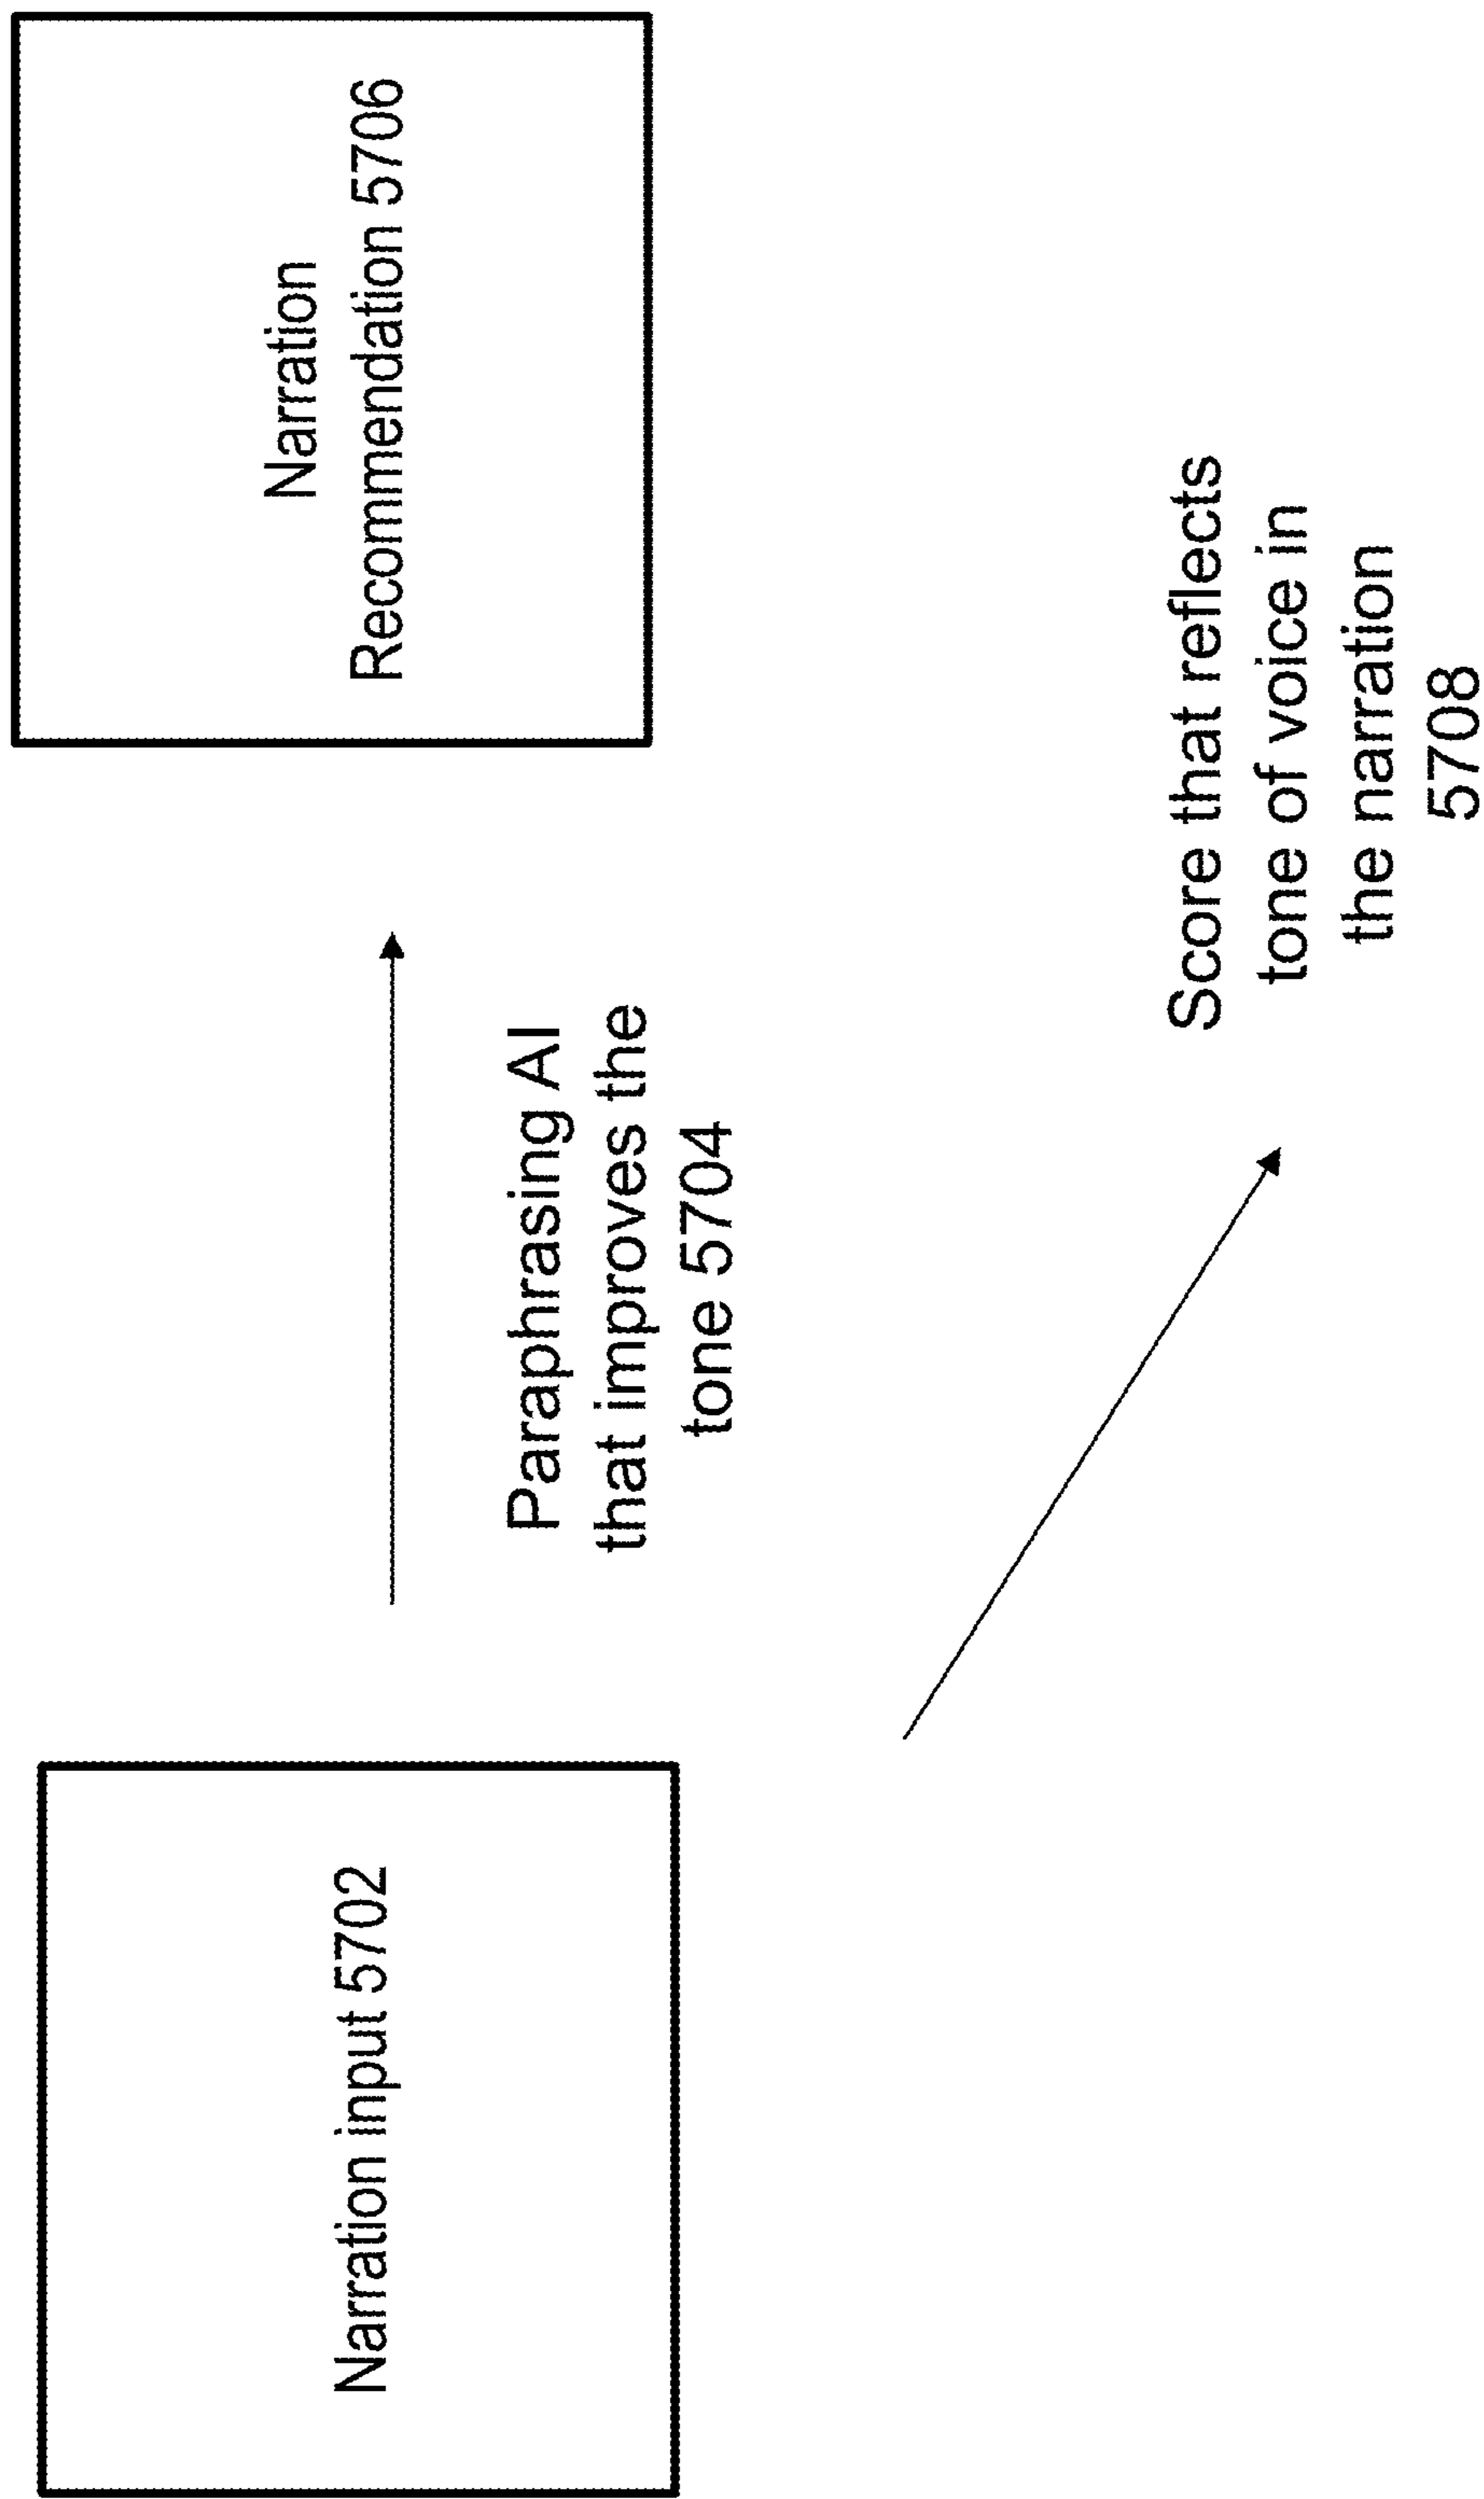 Narration input 5702
Paraphrasing AI
that improves the
tone 5704
Narration
Recommendation 5706
Score that reflects
tone of voice in
the narration
5708